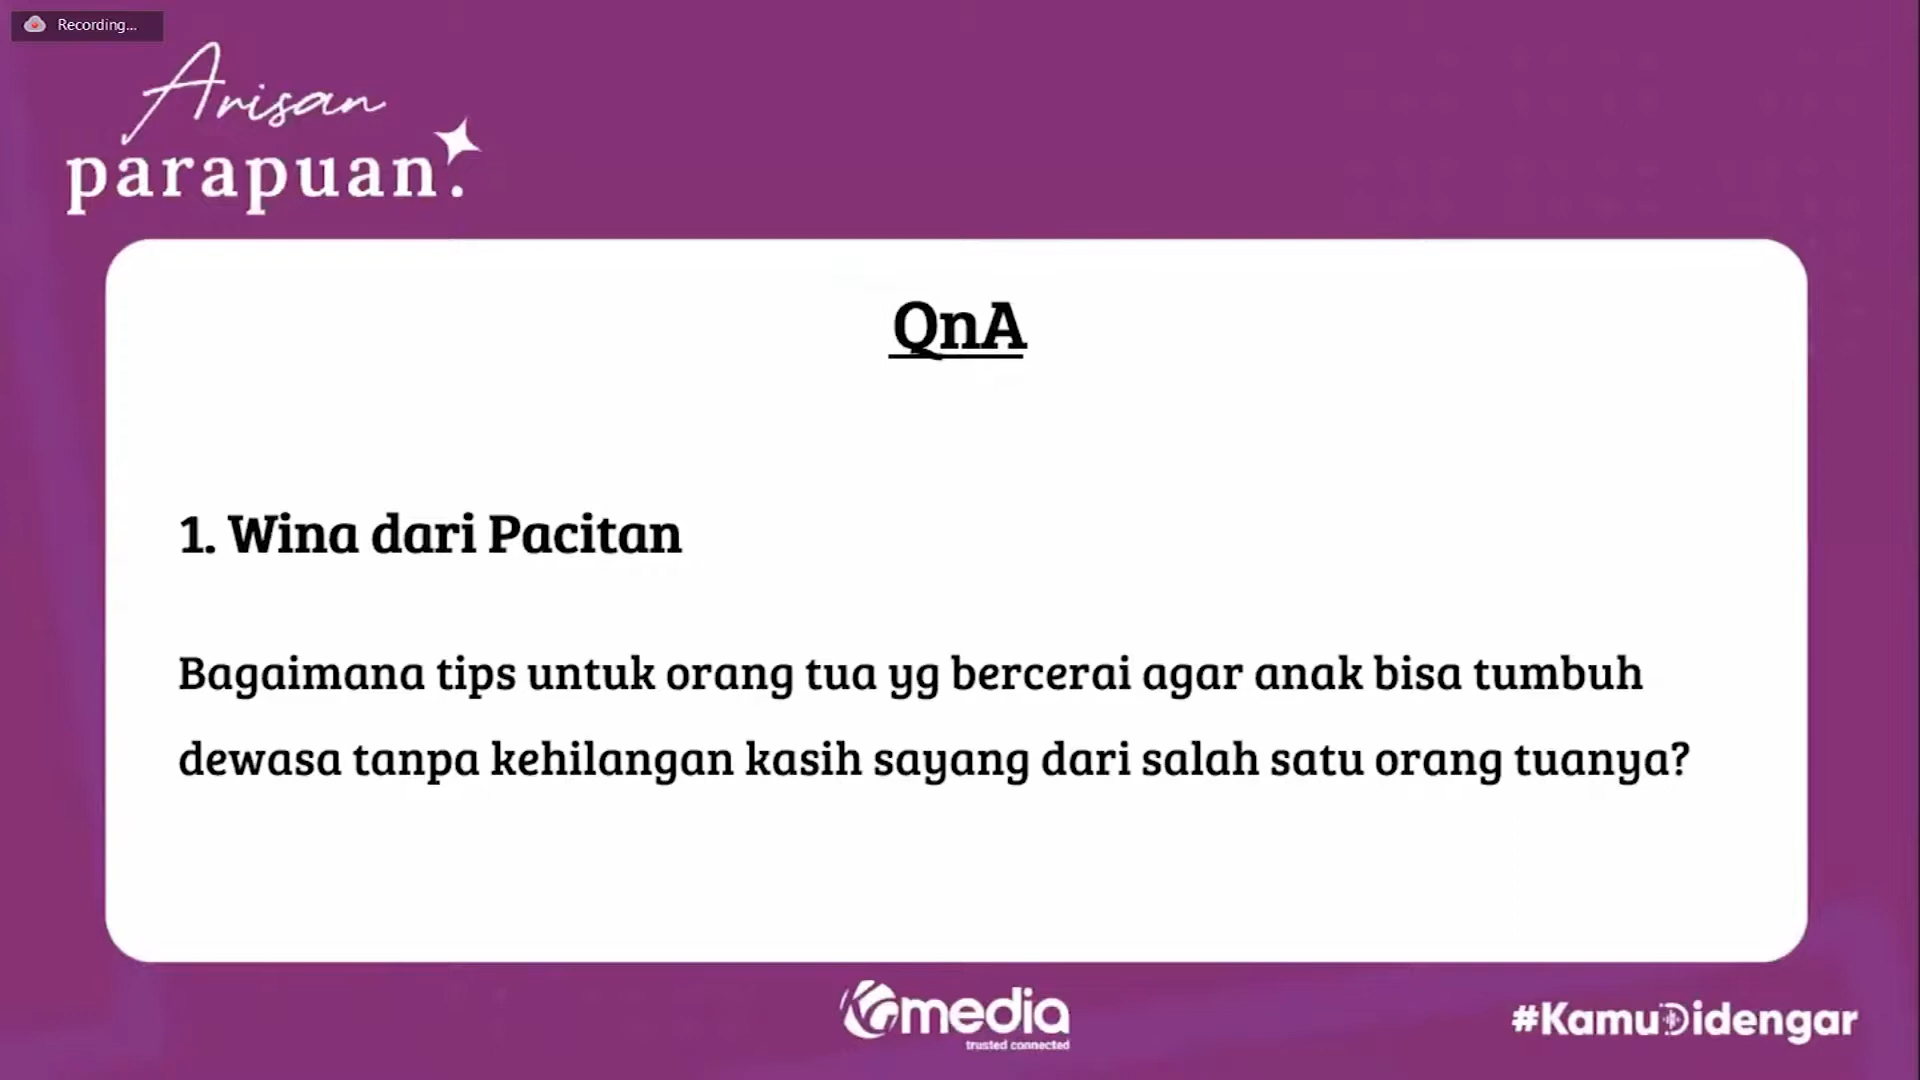 Recording...
Arisan
parapuan.
QnA
1. Wina dari Pacitan
Bagaimana tips untuk orang tua yg bercerai agar anak bisa tumbuh
dewasa tanpa kehilangan kasih sayang dari salah satu orang tuanya?
KGmedia
trusted connected
#KamuDidengar